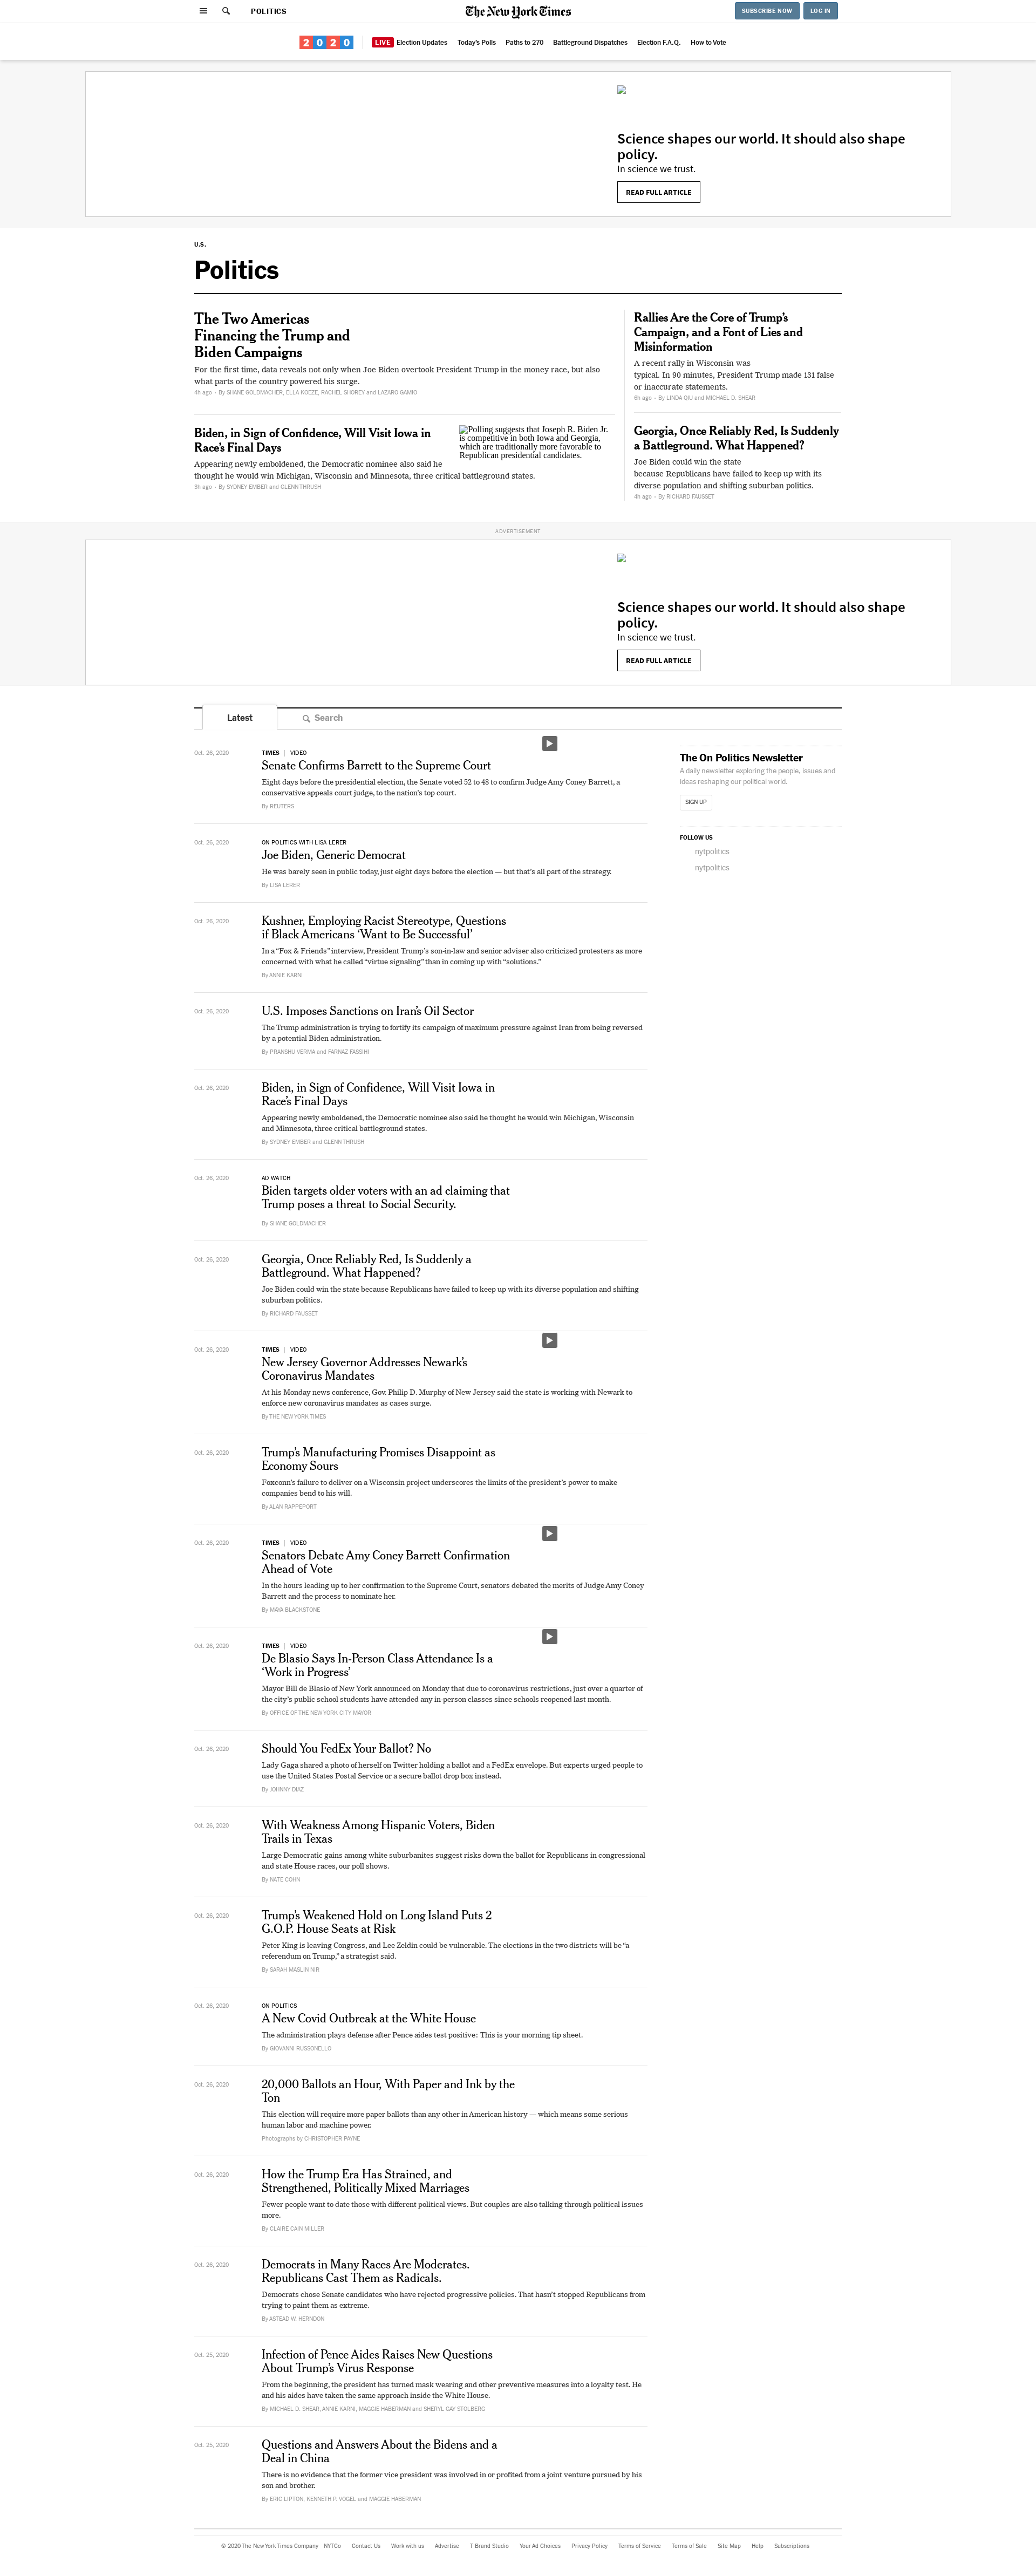 POLITICS
The New York Times
SUBSCRIBE NOW
LOG IN
2020
LIVE Election Updates
Today's Polls
Paths to 270
Battleground Dispatches
Election F.A.Q.
How to Vote
Science shapes our world. It should also shape
policy.
In science we trust.
READ FULL ARTICLE
U.S.
Politics
The Two Americas
Financing the Trump and
Biden Campaigns
For the first time, data reveals not only when Joe Biden overtook President Trump in the money race, but also
what parts of the country powered his surge.
4h ago • By SHANE GOLDMACHER, ELLA KOEZE, RACHEL SHOREY and LAZARO GAMIO
Biden, in Sign of Confidence, Will Visit Iowa in
Race's Final Days
Appearing newly emboldened, the Democratic nominee also said he
thought he would win Michigan, Wisconsin and Minnesota, three critical battleground states.
3h ago • By SYDNEY EMBER and GLENN THRUSH
Polling suggests that Joseph R. Biden Jr.
is competitive in both Iowa and Georgia,
which are traditionally more favorable to
Republican presidential candidates.
Rallies Are the Core of Trump's
Campaign, and a Font of Lies and
Misinformation
A recent rally in Wisconsin was
typical. In 90 minutes, President Trump made 131 false
or inaccurate statements.
6h ago • By LINDA QIU and MICHAEL D. SHEAR
Georgia, Once Reliably Red, Is Suddenly
a Battleground. What Happened?
Joe Biden could win the state
because Republicans have failed to keep up with its
diverse population and shifting suburban politics.
4h ago • By RICHARD FAUSSET
ADVERTISEMENT
Science shapes our world. It should also shape
policy.
In science we trust.
READ FULL ARTICLE
Latest
Search
Oct. 26, 2020
TIMES | VIDEO
Senate Confirms Barrett to the Supreme Court
Eight days before the presidential election, the Senate voted 52 to 48 to confirm Judge Amy Coney Barrett, a
conservative appeals court judge, to the nation's top court.
By REUTERS
Oct. 26, 2020
ON POLITICS WITH LISA LERER
Joe Biden, Generic Democrat
He was barely seen in public today, just eight days before the election — but that's all part of the strategy.
By LISA LERER
Oct. 26, 2020
Kushner, Employing Racist Stereotype, Questions
if Black Americans 'Want to Be Successful'
In a "Fox & Friends" interview, President Trump's son-in-law and senior adviser also criticized protesters as more
concerned with what he called "virtue signaling" than in coming up with "solutions."
By ANNIE KARNI
Oct. 26, 2020
U.S. Imposes Sanctions on Iran's Oil Sector
The Trump administration is trying to fortify its campaign of maximum pressure against Iran from being reversed
by a potential Biden administration.
By PRANSHU VERMA and FARNAZ FASSIHI
Oct. 26, 2020
Biden, in Sign of Confidence, Will Visit Iowa in
Race's Final Days
Appearing newly emboldened, the Democratic nominee also said he thought he would win Michigan, Wisconsin
and Minnesota, three critical battleground states.
By SYDNEY EMBER and GLENN THRUSH
Oct. 26, 2020
AD WATCH
Biden targets older voters with an ad claiming that
Trump poses a threat to Social Security.
By SHANE GOLDMACHER
Oct. 26, 2020
Georgia, Once Reliably Red, Is Suddenly a
Battleground. What Happened?
Joe Biden could win the state because Republicans have failed to keep up with its diverse population and shifting
suburban politics.
By RICHARD FAUSSET
Oct. 26, 2020
TIMES | VIDEO
New Jersey Governor Addresses Newark's
Coronavirus Mandates
At his Monday news conference, Gov. Philip D. Murphy of New Jersey said the state is working with Newark to
enforce new coronavirus mandates as cases surge.
By THE NEW YORK TIMES
Oct. 26, 2020
Trump's Manufacturing Promises Disappoint as
Economy Sours
Foxconn's failure to deliver on a Wisconsin project underscores the limits of the president's power to make
companies bend to his will.
By ALAN RAPPEPORT
Oct. 26, 2020
TIMES | VIDEO
Senators Debate Amy Coney Barrett Confirmation
Ahead of Vote
In the hours leading up to her confirmation to the Supreme Court, senators debated the merits of Judge Amy Coney
Barrett and the process to nominate her.
By MAYA BLACKSTONE
Oct. 26, 2020
TIMES | VIDEO
De Blasio Says In-Person Class Attendance Is a
'Work in Progress'
Mayor Bill de Blasio of New York announced on Monday that due to coronavirus restrictions, just over a quarter of
the city's public school students have attended any in-person classes since schools reopened last month.
By OFFICE OF THE NEW YORK CITY MAYOR
Oct. 26, 2020
Should You FedEx Your Ballot? No
Lady Gaga shared a photo of herself on Twitter holding a ballot and a FedEx envelope. But experts urged people to
use the United States Postal Service or a secure ballot drop box instead.
By JOHNNY DIAZ
Oct. 26, 2020
With Weakness Among Hispanic Voters, Biden
Trails in Texas
Large Democratic gains among white suburbanites suggest risks down the ballot for Republicans in congressional
and state House races, our poll shows.
By NATE COHN
Oct. 26, 2020
Trump's Weakened Hold on Long Island Puts 2
G.O.P. House Seats at Risk
Peter King is leaving Congress, and Lee Zeldin could be vulnerable. The elections in the two districts will be "a
referendum on Trump," a strategist said.
By SARAH MASLIN NIR
Oct. 26, 2020
ON POLITICS
A New Covid Outbreak at the White House
The administration plays defense after Pence aides test positive: This is your morning tip sheet.
By GIOVANNI RUSSONELLO
Oct. 26, 2020
20,000 Ballots an Hour, With Paper and Ink by the
Ton
This election will require more paper ballots than any other in American history — which means some serious
human labor and machine power.
Photographs by CHRISTOPHER PAYNE
Oct. 26, 2020
How the Trump Era Has Strained, and
Strengthened, Politically Mixed Marriages
Fewer people want to date those with different political views. But couples are also talking through political issues
more.
By CLAIRE CAIN MILLER
Oct. 26, 2020
Democrats in Many Races Are Moderates.
Republicans Cast Them as Radicals.
Democrats chose Senate candidates who have rejected progressive policies. That hasn't stopped Republicans from
trying to paint them as extreme.
By ASTEAD W. HERNDON
Oct. 25, 2020
Infection of Pence Aides Raises New Questions
About Trump's Virus Response
From the beginning, the president has turned mask wearing and other preventive measures into a loyalty test. He
and his aides have taken the same approach inside the White House.
By MICHAEL D. SHEAR, ANNIE KARNI, MAGGIE HABERMAN and SHERYL GAY STOLBERG
Oct. 25, 2020
Questions and Answers About the Bidens and a
Deal in China
There is no evidence that the former vice president was involved in or profited from a joint venture pursued by his
son and brother.
By ERIC LIPTON, KENNETH P. VOGEL and MAGGIE HABERMAN
The On Politics Newsletter
A daily newsletter exploring the people, issues and
ideas reshaping our political world.
SIGN UP
FOLLOW US
nytpolitics
nytpolitics
© 2020 The New York Times Company
NYTCo
Contact Us
Work with us
Advertise
T Brand Studio
Your Ad Choices
Privacy Policy
Terms of Service
Terms of Sale
Site Map
Help
Subscriptions